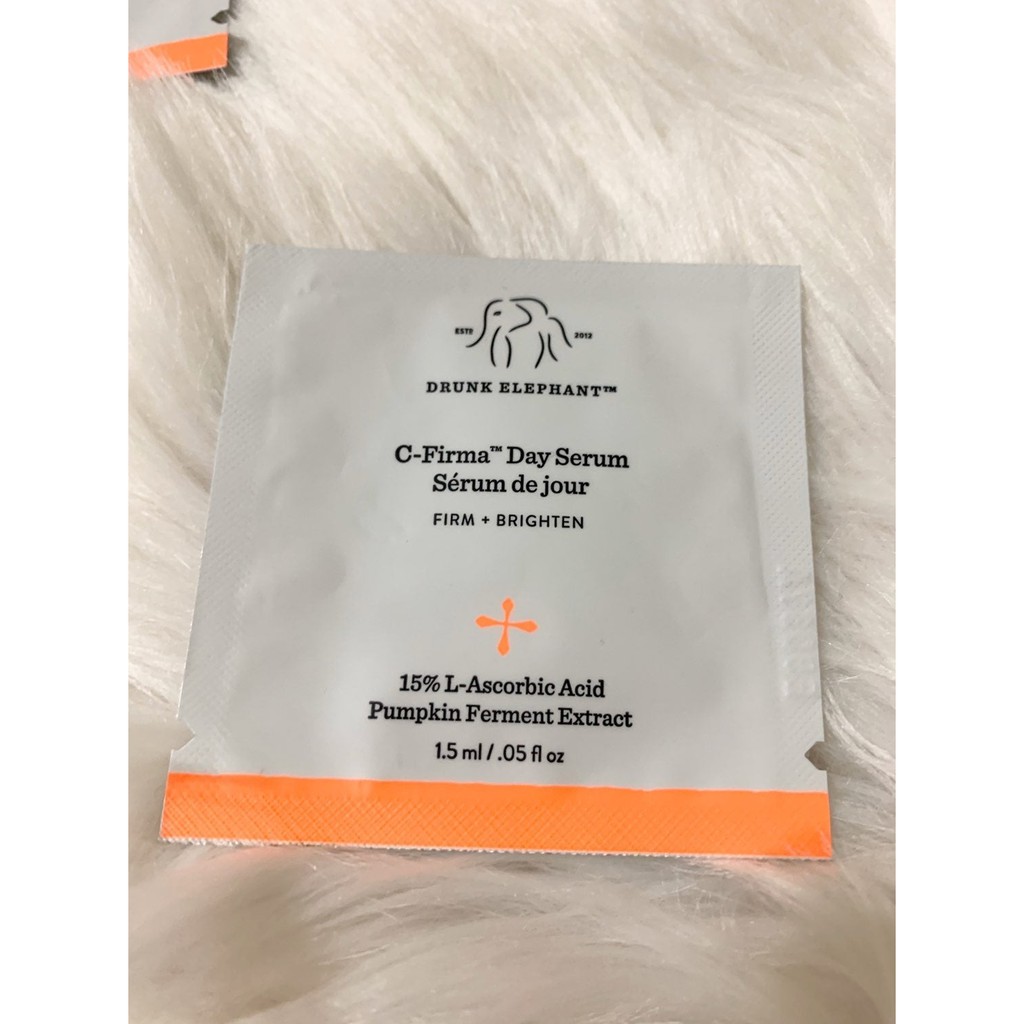 ESTD 2012
DRUNK ELEPHANT™
C-Firma™ Day Serum
Sérum de jour
FIRM + BRIGHTEN
15% L-Ascorbic Acid
Pumpkin Ferment Extract
1.5 ml / .05 fl oz